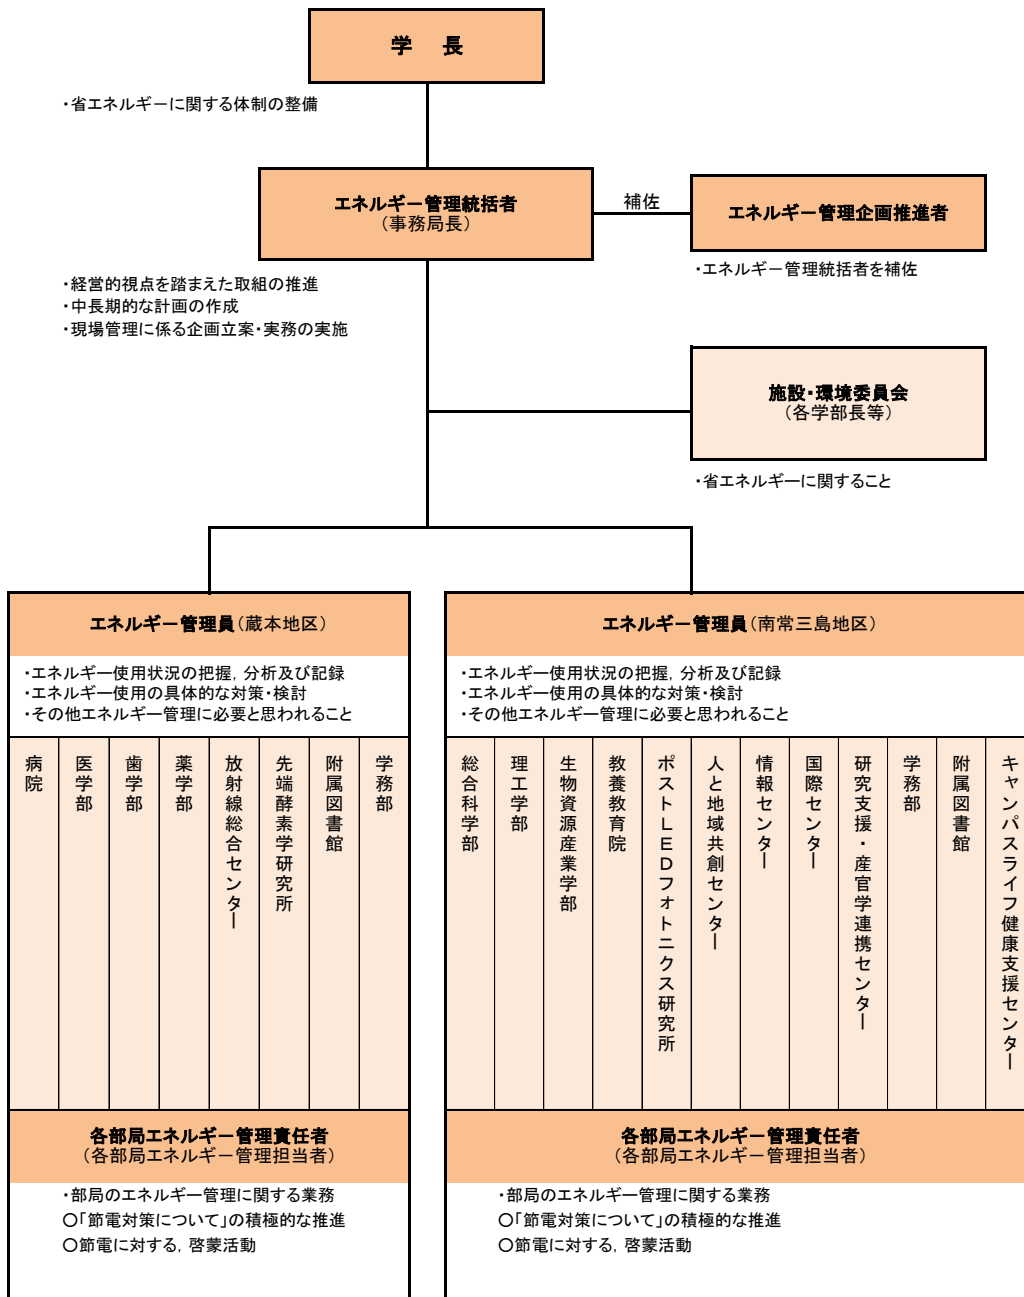 学　長
・省エネルギーに関する体制の整備
エネルギー管理統括者
（事務局長）
補佐
エネルギー管理企画推進者
・エネルギー管理統括者を補佐
・経営的視点を踏まえた取組の推進
・中長期的な計画の作成
・現場管理に係る企画立案・実務の実施
施設・環境委員会
（各学部長等）
・省エネルギーに関すること
エネルギー管理員（蔵本地区）
・エネルギー使用状況の把握，分析及び記録
・エネルギー使用の具体的な対策・検討
・その他エネルギー管理に必要と思われること
病院
医学部
歯学部
薬学部
放射線総合センター
先端酵素学研究所
附属図書館
学務部
各部局エネルギー管理責任者
（各部局エネルギー管理担当者）
・部局のエネルギー管理に関する業務
〇「節電対策について」の積極的な推進
〇節電に対する，啓蒙活動
エネルギー管理員（南常三島地区）
・エネルギー使用状況の把握，分析及び記録
・エネルギー使用の具体的な対策・検討
・その他エネルギー管理に必要と思われること
総合科学部
理工学部
生物資源産業学部
教養教育院
ポストＬＥＤフォトニクス研究所
人と地域共創センター
情報センター
国際センター
研究支援・産官学連携センター
学務部
附属図書館
キャンパスライフ健康支援センター
各部局エネルギー管理責任者
（各部局エネルギー管理担当者）
・部局のエネルギー管理に関する業務
〇「節電対策について」の積極的な推進
〇節電に対する，啓蒙活動